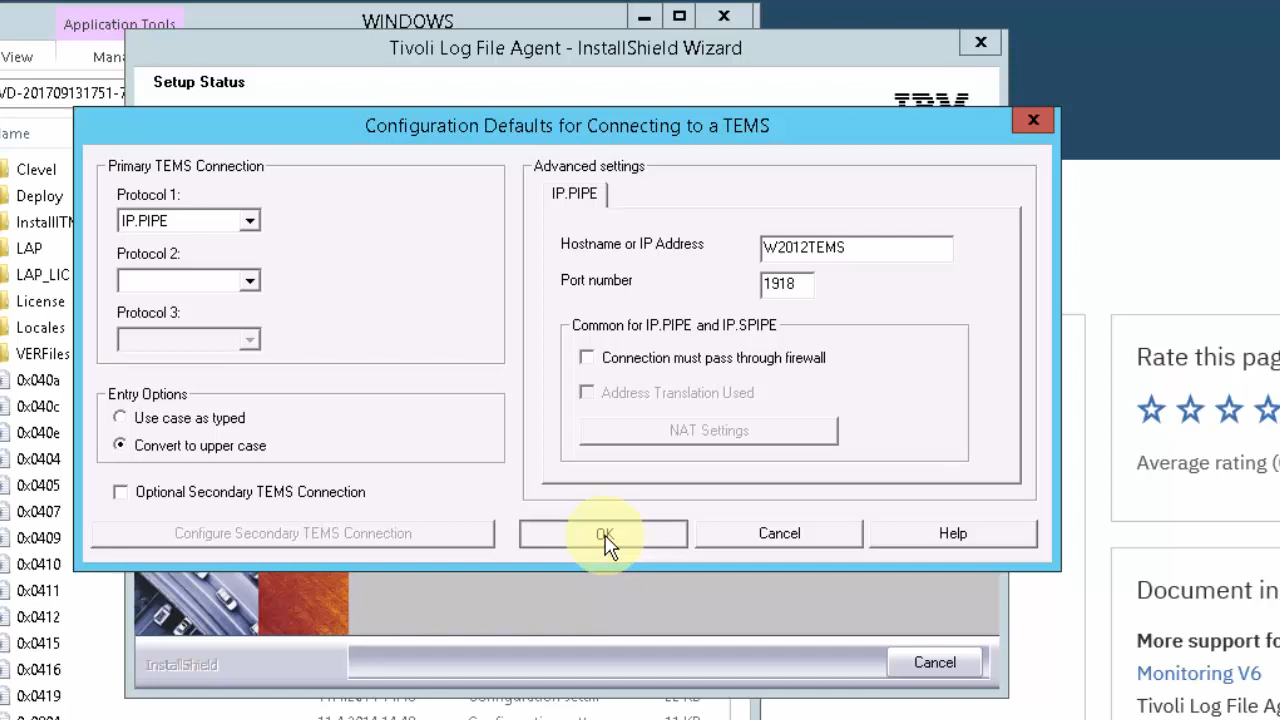 Application Tools
WINDOWS
View
Tivoli Log File Agent - InstallShield Wizard
VD-201709131751-7
Setup Status
IBM
Configuration Defaults for Connecting to a TEMS
Clevel
Deploy
InstallITM
LAP
LAP_LIC
License
Locales
VERFiles
0x040a
0x040c
0x040e
0x0404
0x0405
0x0407
0x0409
0x0410
0x0411
0x0412
0x0415
0x0416
0x0419
Primary TEMS Connection
Protocol 1:
IP.PIPE
Protocol 2:
Protocol 3:
Entry Options
Use case as typed
Convert to upper case
Optional Secondary TEMS Connection
Configure Secondary TEMS Connection
Advanced settings
IP.PIPE
Hostname or IP Address
W2012TEMS
Port number
1918
Common for IP.PIPE and IP.SPIPE
Connection must pass through firewall
Address Translation Used
NAT Settings
OK
Cancel
Help
InstallShield
Cancel
Rate this pag
Average rating
Document in
More support fo
Monitoring V6
Tivoli Log File Ag